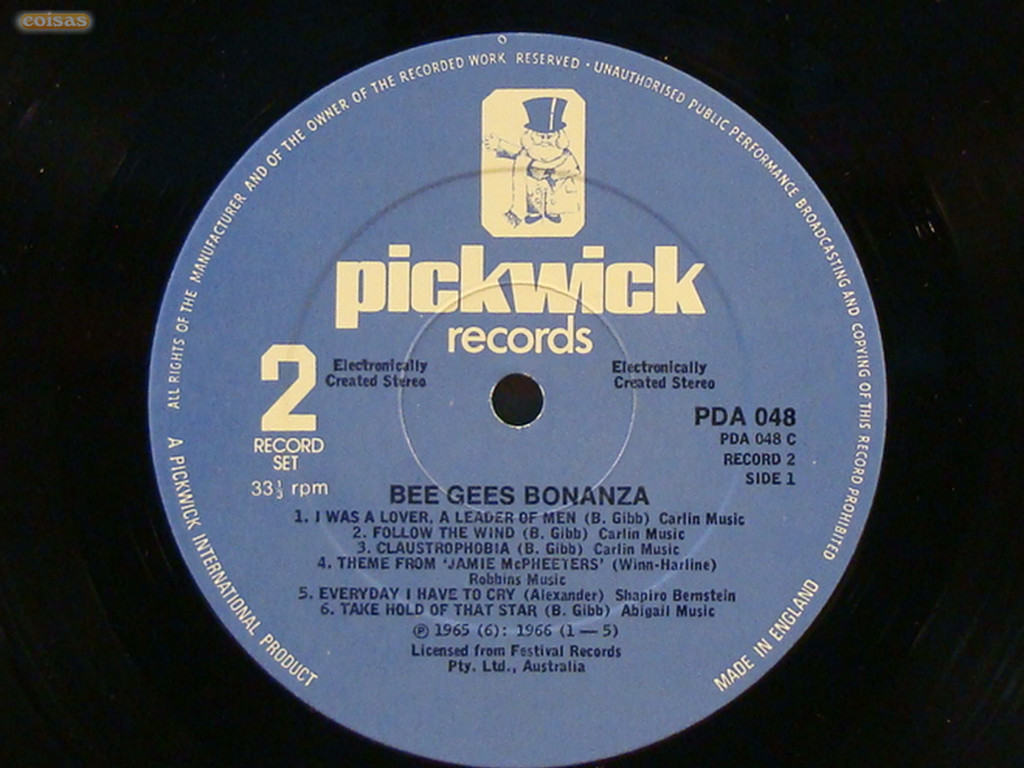 coisas
ALL RIGHTS OF THE MANUFACTURER AND OF THE OWNER OF THE RECORDED WORK RESERVED · UNAUTHORISED PUBLIC PERFORMANCE BROADCASTING AND COPYING OF THIS RECORD PROHIBITED
pickwick
records
2
RECORD
SET
33⅓ rpm
Electronically
Created Stereo
Electronically
Created Stereo
PDA 048
PDA 048 C
RECORD 2
SIDE 1
BEE GEES BONANZA
1. I WAS A LOVER, A LEADER OF MEN (B. Gibb) Carlin Music
2. FOLLOW THE WIND (B. Gibb) Carlin Music
3. CLAUSTROPHOBIA (B. Gibb) Carlin Music
4. THEME FROM 'JAMIE McPHEETERS' (Winn-Harline)
Robbins Music
5. EVERYDAY I HAVE TO CRY (Alexander) Shapiro Bernstein
6. TAKE HOLD OF THAT STAR (B. Gibb) Abigail Music
℗ 1965 (6): 1966 (1 — 5)
Licensed from Festival Records
Pty. Ltd., Australia
A PICKWICK INTERNATIONAL PRODUCT
MADE IN ENGLAND